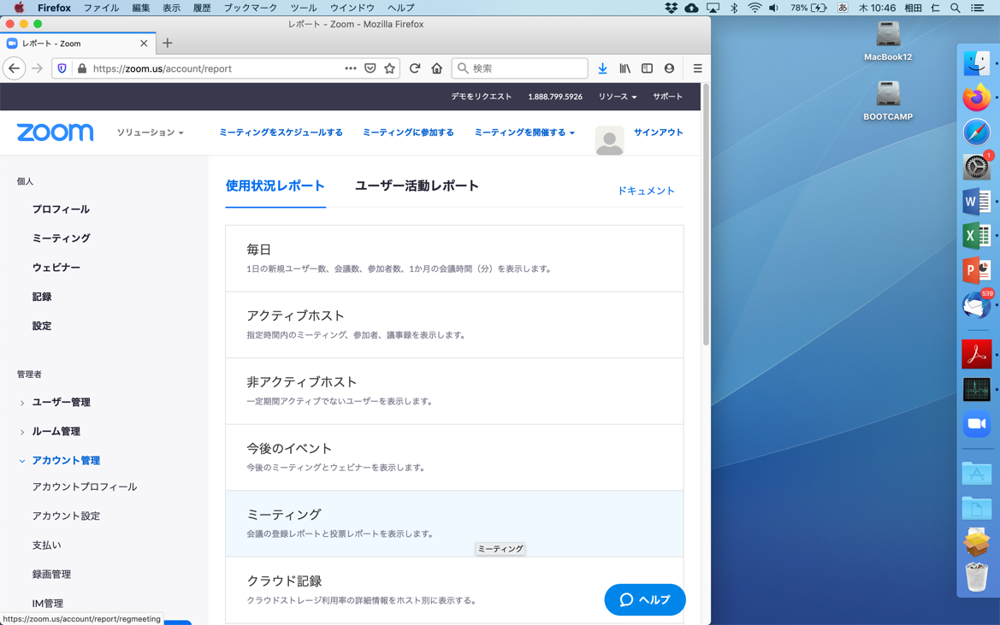 Firefox ファイル 編集 表示 履歴 ブックマーク ツール ウインドウ ヘルプ 78% あ 木 10:46 相田 仁
レポート - Zoom - Mozilla Firefox
レポート - Zoom
https://zoom.us/account/report
検索
デモをリクエスト 1.888.799.5926 リソース サポート
zoom ソリューション ミーティングをスケジュールする ミーティングに参加する ミーティングを開催する サインアウト
個人
プロフィール
ミーティング
ウェビナー
記録
設定
管理者
ユーザー管理
ルーム管理
アカウント管理
アカウントプロフィール
アカウント設定
支払い
録画管理
IM管理
https://zoom.us/account/report/regmeeting
使用状況レポート ユーザー活動レポート ドキュメント
毎日
1日の新規ユーザー数、会議数、参加者数、1か月の会議時間（分）を表示します。
アクティブホスト
指定時間内のミーティング、参加者、議事録を表示します。
非アクティブホスト
一定期間アクティブでないユーザーを表示します。
今後のイベント
今後のミーティングとウェビナーを表示します。
ミーティング
会議の登録レポートと投票レポートを表示します。
ミーティング
クラウド記録
クラウドストレージ利用率の詳細情報をホスト別に表示する。
ヘルプ
MacBook12
BOOTCAMP
1
W
X
P
539